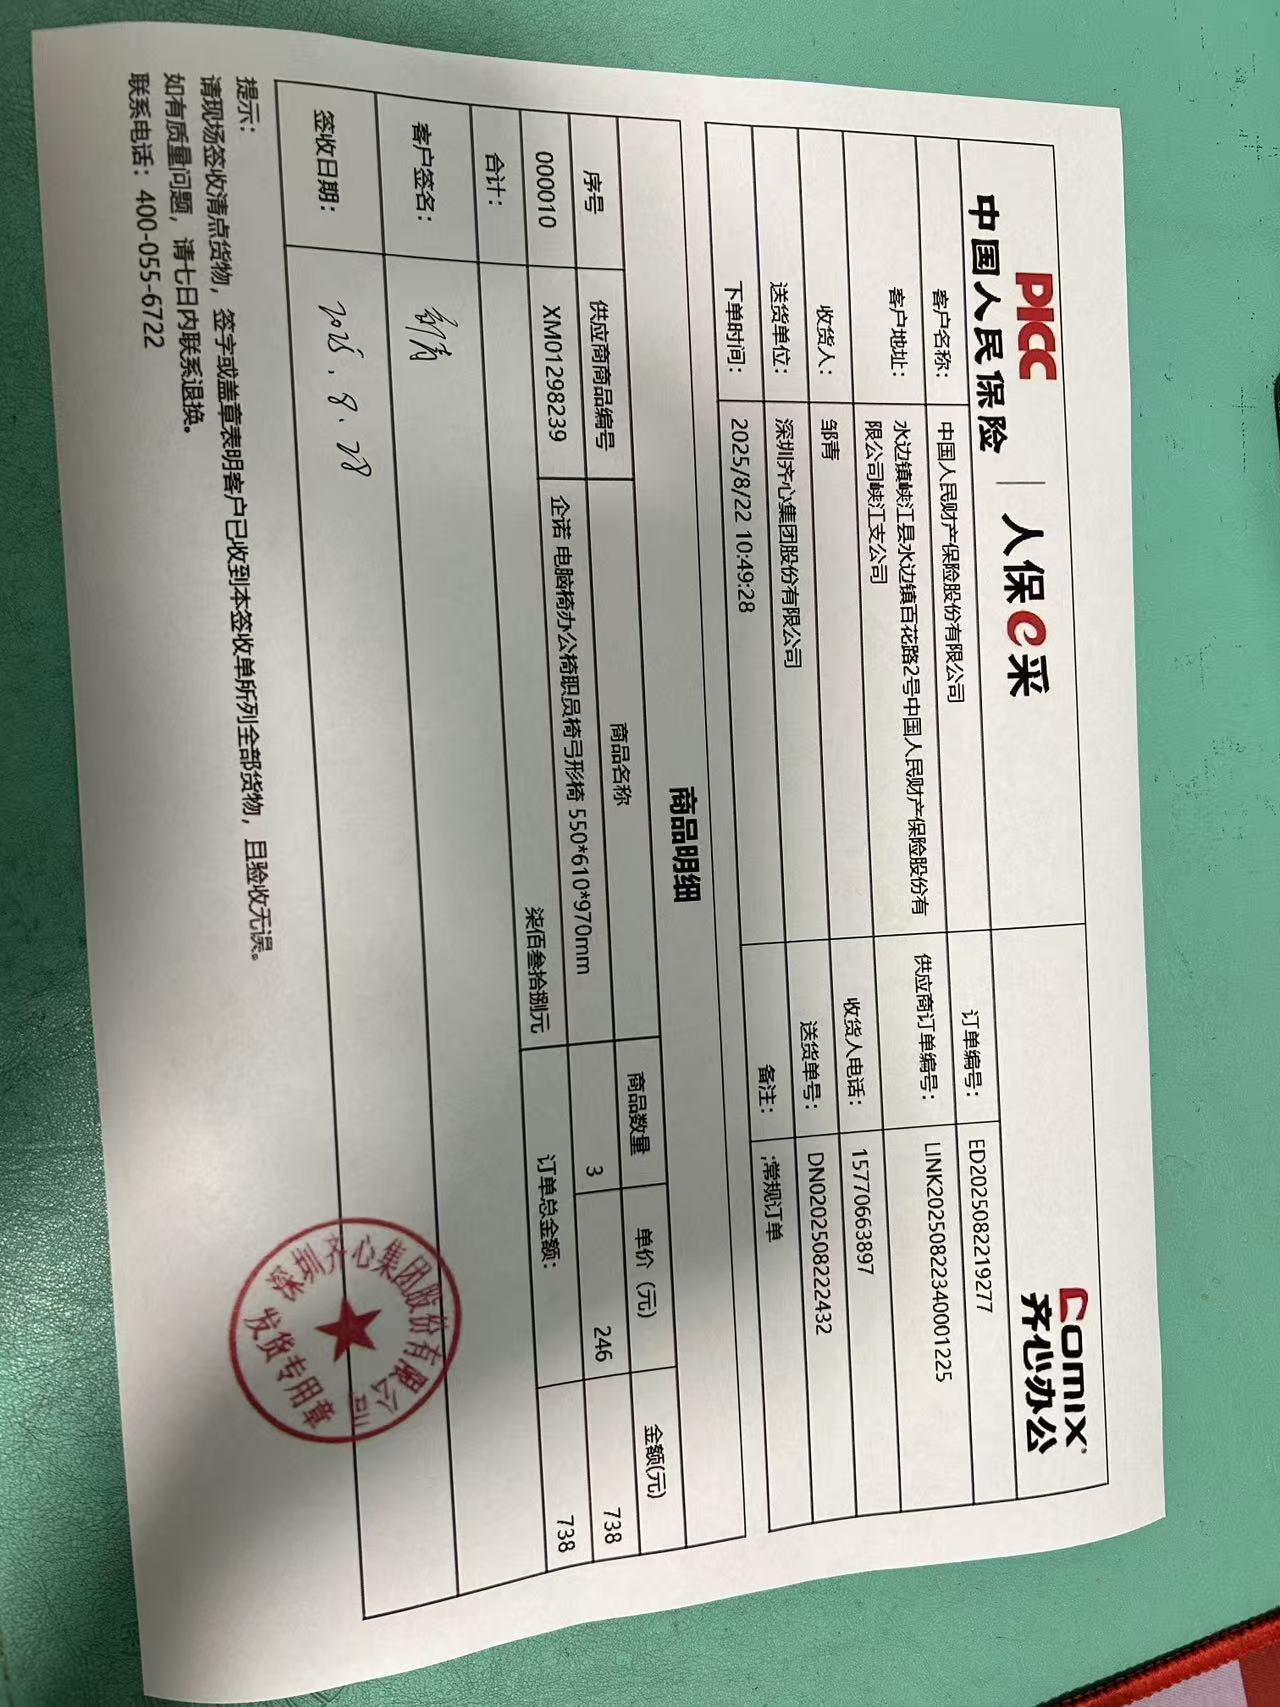 PICC
中国人民保险
人保e采
comix
齐心办公
客户名称： 中国人民财产保险股份有限公司 订单编号： ED2025082219277
客户地址： 水边镇峡江县水边镇百花路2号中国人民财产保险股份有
限公司峡江支公司
供应商订单编号： LINK20250822340001225
收货人： 邹青 收货人电话： 15770663897
送货单位： 深圳齐心集团股份有限公司 送货单号： DN0202508222432
下单时间： 2025/8/22 10:49:28 备注： ;常规订单
商品明细
序号 供应商商品编号 商品名称 商品数量 单价（元） 金额(元)
000010 XM01298239 企诺 电脑椅办公椅职员椅弓形椅 550*610*970mm 3 246 738
合计： 柒佰叁拾捌元 订单总金额： 738
客户签名： 邹青
签收日期： 2025.8.28
提示：
请现场签收清点货物，签字或盖章表明客户已收到本签收单所列全部货物，且验收无误。
如有质量问题，请七日内联系退换。
联系电话：400-055-6722
深圳齐心集团股份有限公司
发货专用章